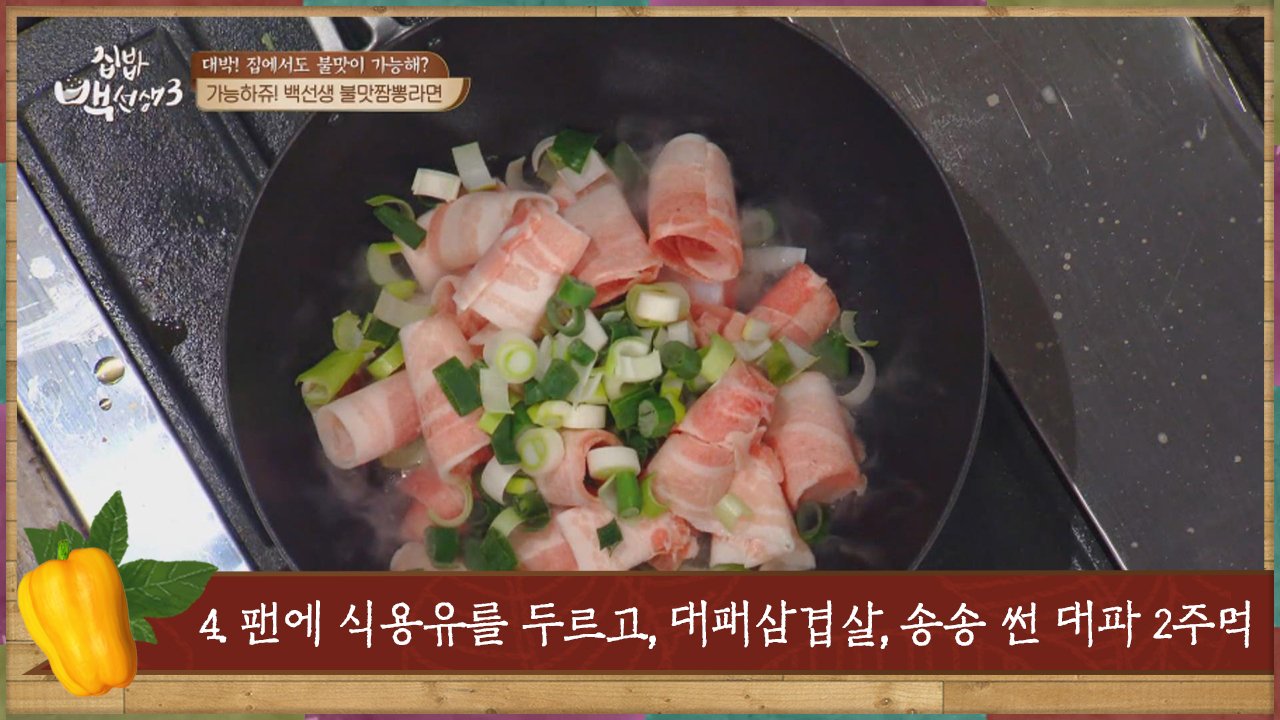 집밥
백선생3
대박! 집에서도 불맛이 가능해?
가능하쥬! 백선생 불맛짬뽕라면
4. 팬에 식용유를 두르고, 대패삼겹살, 송송 썬 대파 2주먹